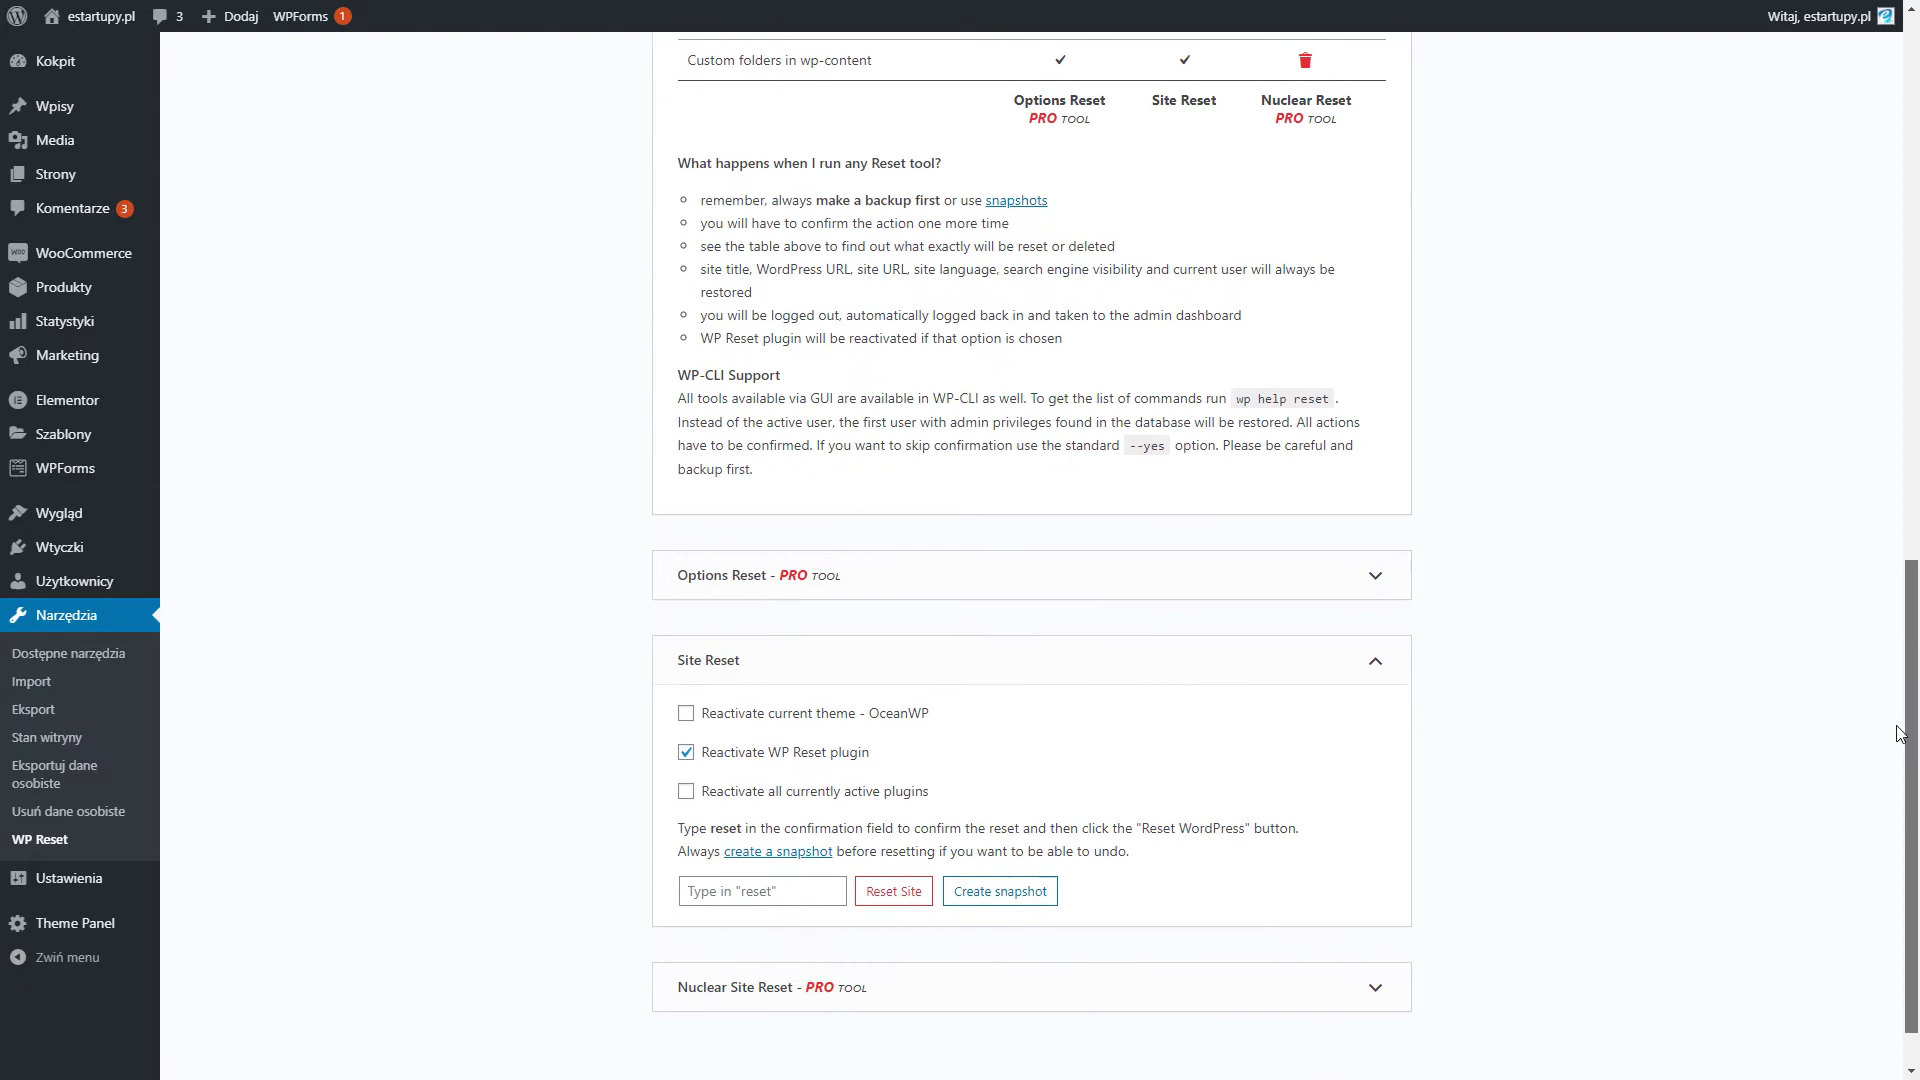 estartupy.pl
3
Dodaj
WPForms 1
Witaj, estartupy.pl
Kokpit
Wpisy
Media
Strony
Komentarze 3
WooCommerce
Produkty
Statystyki
Marketing
Elementor
Szablony
WPForms
Wygląd
Wtyczki
Użytkownicy
Narzędzia
Dostępne narzędzia
Import
Eksport
Stan witryny
Eksportuj dane
osobiste
Usuń dane osobiste
WP Reset
Ustawienia
Theme Panel
Zwiń menu
Custom folders in wp-content
Options Reset Site Reset Nuclear Reset
PRO TOOL PRO TOOL
What happens when I run any Reset tool?
remember, always make a backup first or use snapshots
you will have to confirm the action one more time
see the table above to find out what exactly will be reset or deleted
site title, WordPress URL, site URL, site language, search engine visibility and current user will always be
restored
you will be logged out, automatically logged back in and taken to the admin dashboard
WP Reset plugin will be reactivated if that option is chosen
WP-CLI Support
All tools available via GUI are available in WP-CLI as well. To get the list of commands run wp help reset .
Instead of the active user, the first user with admin privileges found in the database will be restored. All actions
have to be confirmed. If you want to skip confirmation use the standard --yes option. Please be careful and
backup first.
Options Reset - PRO TOOL
Site Reset
Reactivate current theme - OceanWP
Reactivate WP Reset plugin
Reactivate all currently active plugins
Type reset in the confirmation field to confirm the reset and then click the "Reset WordPress" button.
Always create a snapshot before resetting if you want to be able to undo.
Type in "reset" Reset Site Create snapshot
Nuclear Site Reset - PRO TOOL